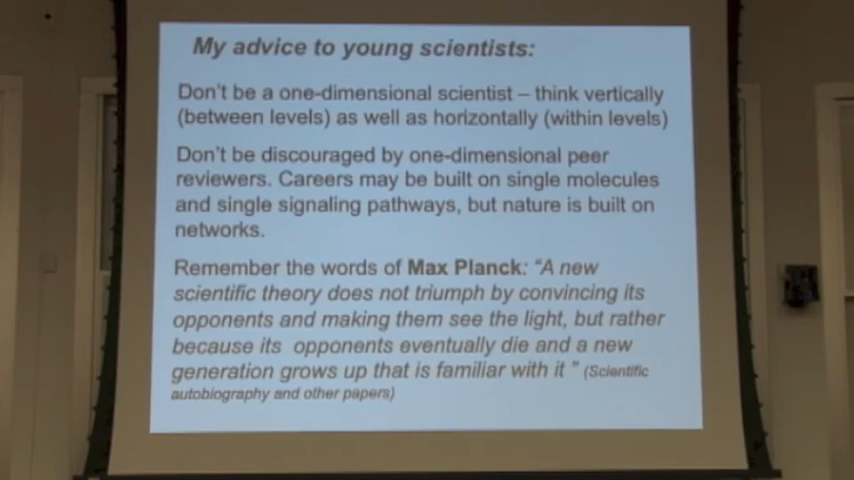 My advice to young scientists:
Don't be a one-dimensional scientist – think vertically
(between levels) as well as horizontally (within levels)
Don't be discouraged by one-dimensional peer
reviewers. Careers may be built on single molecules
and single signaling pathways, but nature is built on
networks.
Remember the words of Max Planck: “A new
scientific theory does not triumph by convincing its
opponents and making them see the light, but rather
because its opponents eventually die and a new
generation grows up that is familiar with it ” (Scientific
autobiography and other papers)